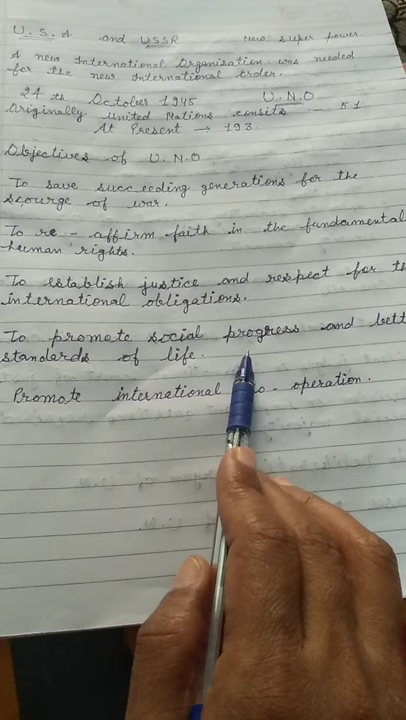 U. S. A and USSR New super power.
A new International Organisation was needed
for the new International order.
24 th October 1945 U.N.O
Originally United Nations consits - 51
At Present → 193.
Objectives of U.N.O
To save succeeding generations for the
scourge of war.
To re - affirm faith in the fundamental
human rights.
To establish justice and respect for th
international obligations.
To promote social progress and bett
standards of life.
Promote international o - operation.